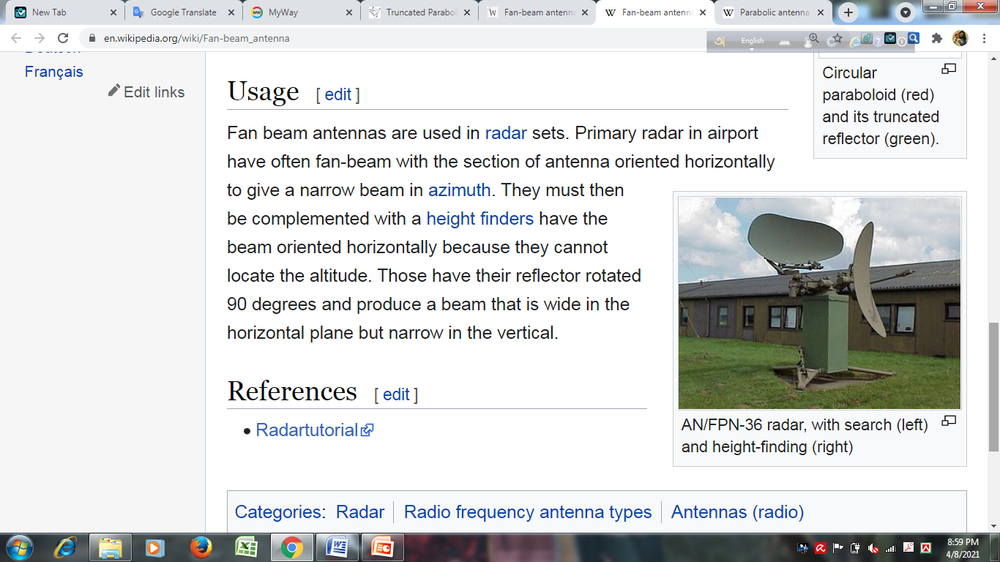 New Tab
Google Translate
MyWay
Truncated Parabol
Fan-beam antenna
Fan-beam antenna
Parabolic antenna
en.wikipedia.org/wiki/Fan-beam_antenna
English
Deutsch
Français
Edit links
Usage [ edit ]
Fan beam antennas are used in radar sets. Primary radar in airport
have often fan-beam with the section of antenna oriented horizontally
to give a narrow beam in azimuth. They must then
be complemented with a height finders have the
beam oriented horizontally because they cannot
locate the altitude. Those have their reflector rotated
90 degrees and produce a beam that is wide in the
horizontal plane but narrow in the vertical.
Circular
paraboloid (red)
and its truncated
reflector (green).
AN/FPN-36 radar, with search (left)
and height-finding (right)
References [ edit ]
• Radartutorial
Categories: Radar | Radio frequency antenna types | Antennas (radio)
8:59 PM
4/8/2021